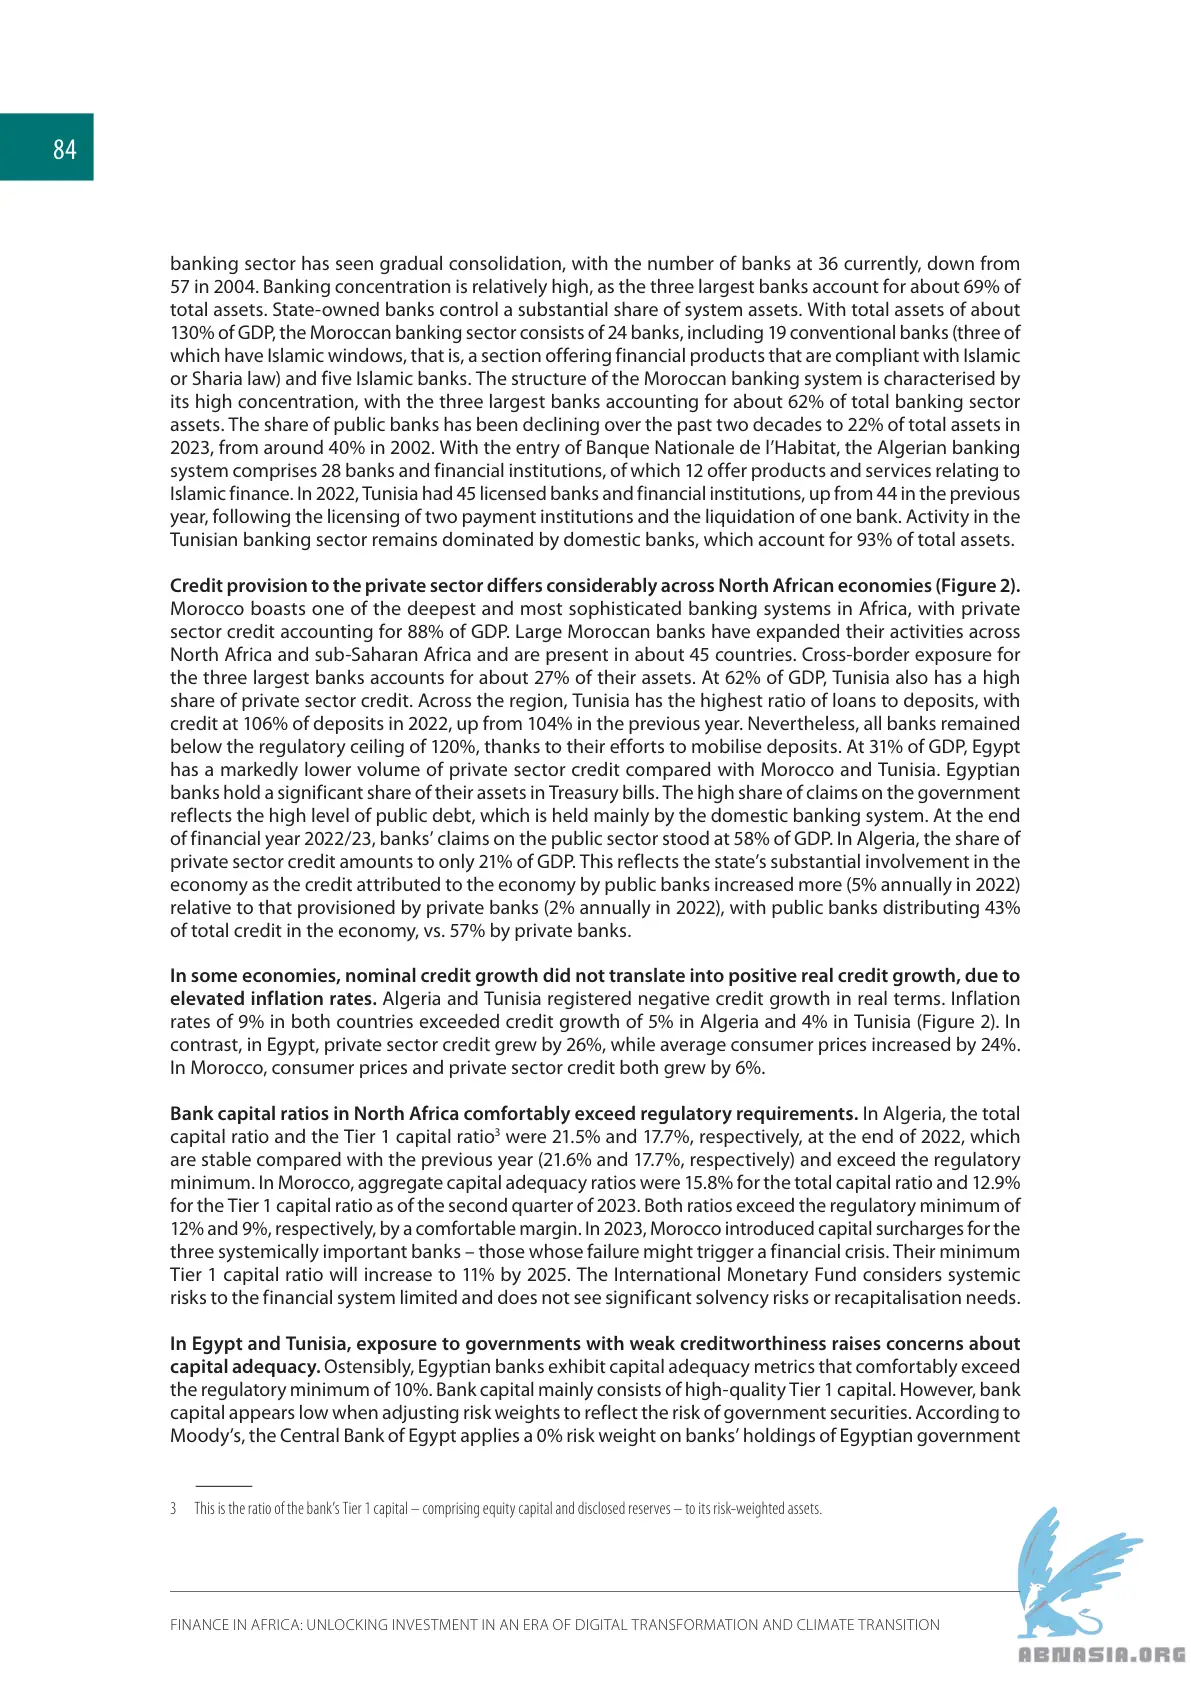 84
banking sector has seen gradual consolidation, with the number of banks at 36 currently, down from
57 in 2004. Banking concentration is relatively high, as the three largest banks account for about 69% of
total assets. State-owned banks control a substantial share of system assets. With total assets of about
130% of GDP, the Moroccan banking sector consists of 24 banks, including 19 conventional banks (three of
which have Islamic windows, that is, a section offering financial products that are compliant with Islamic
or Sharia law) and five Islamic banks. The structure of the Moroccan banking system is characterised by
its high concentration, with the three largest banks accounting for about 62% of total banking sector
assets. The share of public banks has been declining over the past two decades to 22% of total assets in
2023, from around 40% in 2002. With the entry of Banque Nationale de l’Habitat, the Algerian banking
system comprises 28 banks and financial institutions, of which 12 offer products and services relating to
Islamic finance. In 2022, Tunisia had 45 licensed banks and financial institutions, up from 44 in the previous
year, following the licensing of two payment institutions and the liquidation of one bank. Activity in the
Tunisian banking sector remains dominated by domestic banks, which account for 93% of total assets.
Credit provision to the private sector differs considerably across North African economies (Figure 2).
Morocco boasts one of the deepest and most sophisticated banking systems in Africa, with private
sector credit accounting for 88% of GDP. Large Moroccan banks have expanded their activities across
North Africa and sub-Saharan Africa and are present in about 45 countries. Cross-border exposure for
the three largest banks accounts for about 27% of their assets. At 62% of GDP, Tunisia also has a high
share of private sector credit. Across the region, Tunisia has the highest ratio of loans to deposits, with
credit at 106% of deposits in 2022, up from 104% in the previous year. Nevertheless, all banks remained
below the regulatory ceiling of 120%, thanks to their efforts to mobilise deposits. At 31% of GDP, Egypt
has a markedly lower volume of private sector credit compared with Morocco and Tunisia. Egyptian
banks hold a significant share of their assets in Treasury bills. The high share of claims on the government
reflects the high level of public debt, which is held mainly by the domestic banking system. At the end
of financial year 2022/23, banks’ claims on the public sector stood at 58% of GDP. In Algeria, the share of
private sector credit amounts to only 21% of GDP. This reflects the state’s substantial involvement in the
economy as the credit attributed to the economy by public banks increased more (5% annually in 2022)
relative to that provisioned by private banks (2% annually in 2022), with public banks distributing 43%
of total credit in the economy, vs. 57% by private banks.
In some economies, nominal credit growth did not translate into positive real credit growth, due to
elevated inflation rates. Algeria and Tunisia registered negative credit growth in real terms. Inflation
rates of 9% in both countries exceeded credit growth of 5% in Algeria and 4% in Tunisia (Figure 2). In
contrast, in Egypt, private sector credit grew by 26%, while average consumer prices increased by 24%.
In Morocco, consumer prices and private sector credit both grew by 6%.
Bank capital ratios in North Africa comfortably exceed regulatory requirements. In Algeria, the total
capital ratio and the Tier 1 capital ratio3 were 21.5% and 17.7%, respectively, at the end of 2022, which
are stable compared with the previous year (21.6% and 17.7%, respectively) and exceed the regulatory
minimum. In Morocco, aggregate capital adequacy ratios were 15.8% for the total capital ratio and 12.9%
for the Tier 1 capital ratio as of the second quarter of 2023. Both ratios exceed the regulatory minimum of
12% and 9%, respectively, by a comfortable margin. In 2023, Morocco introduced capital surcharges for the
three systemically important banks – those whose failure might trigger a financial crisis. Their minimum
Tier 1 capital ratio will increase to 11% by 2025. The International Monetary Fund considers systemic
risks to the financial system limited and does not see significant solvency risks or recapitalisation needs.
In Egypt and Tunisia, exposure to governments with weak creditworthiness raises concerns about
capital adequacy. Ostensibly, Egyptian banks exhibit capital adequacy metrics that comfortably exceed
the regulatory minimum of 10%. Bank capital mainly consists of high-quality Tier 1 capital. However, bank
capital appears low when adjusting risk weights to reflect the risk of government securities. According to
Moody’s, the Central Bank of Egypt applies a 0% risk weight on banks’ holdings of Egyptian government
3 This is the ratio of the bank’s Tier 1 capital – comprising equity capital and disclosed reserves – to its risk-weighted assets.
FINANCE IN AFRICA: UNLOCKING INVESTMENT IN AN ERA OF DIGITAL TRANSFORMATION AND CLIMATE TRANSITION
ABNASIA.ORG